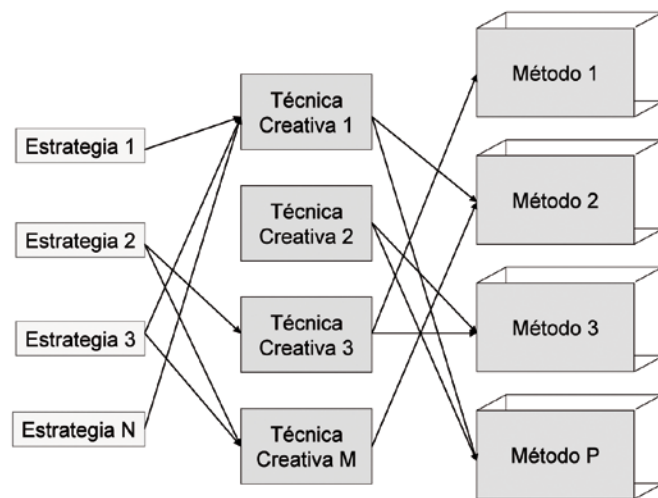 Estrategia 1
Estrategia 2
Estrategia 3
Estrategia N
Técnica
Creativa 1
Técnica
Creativa 2
Técnica
Creativa 3
Técnica
Creativa M
Método 1
Método 2
Método 3
Método P